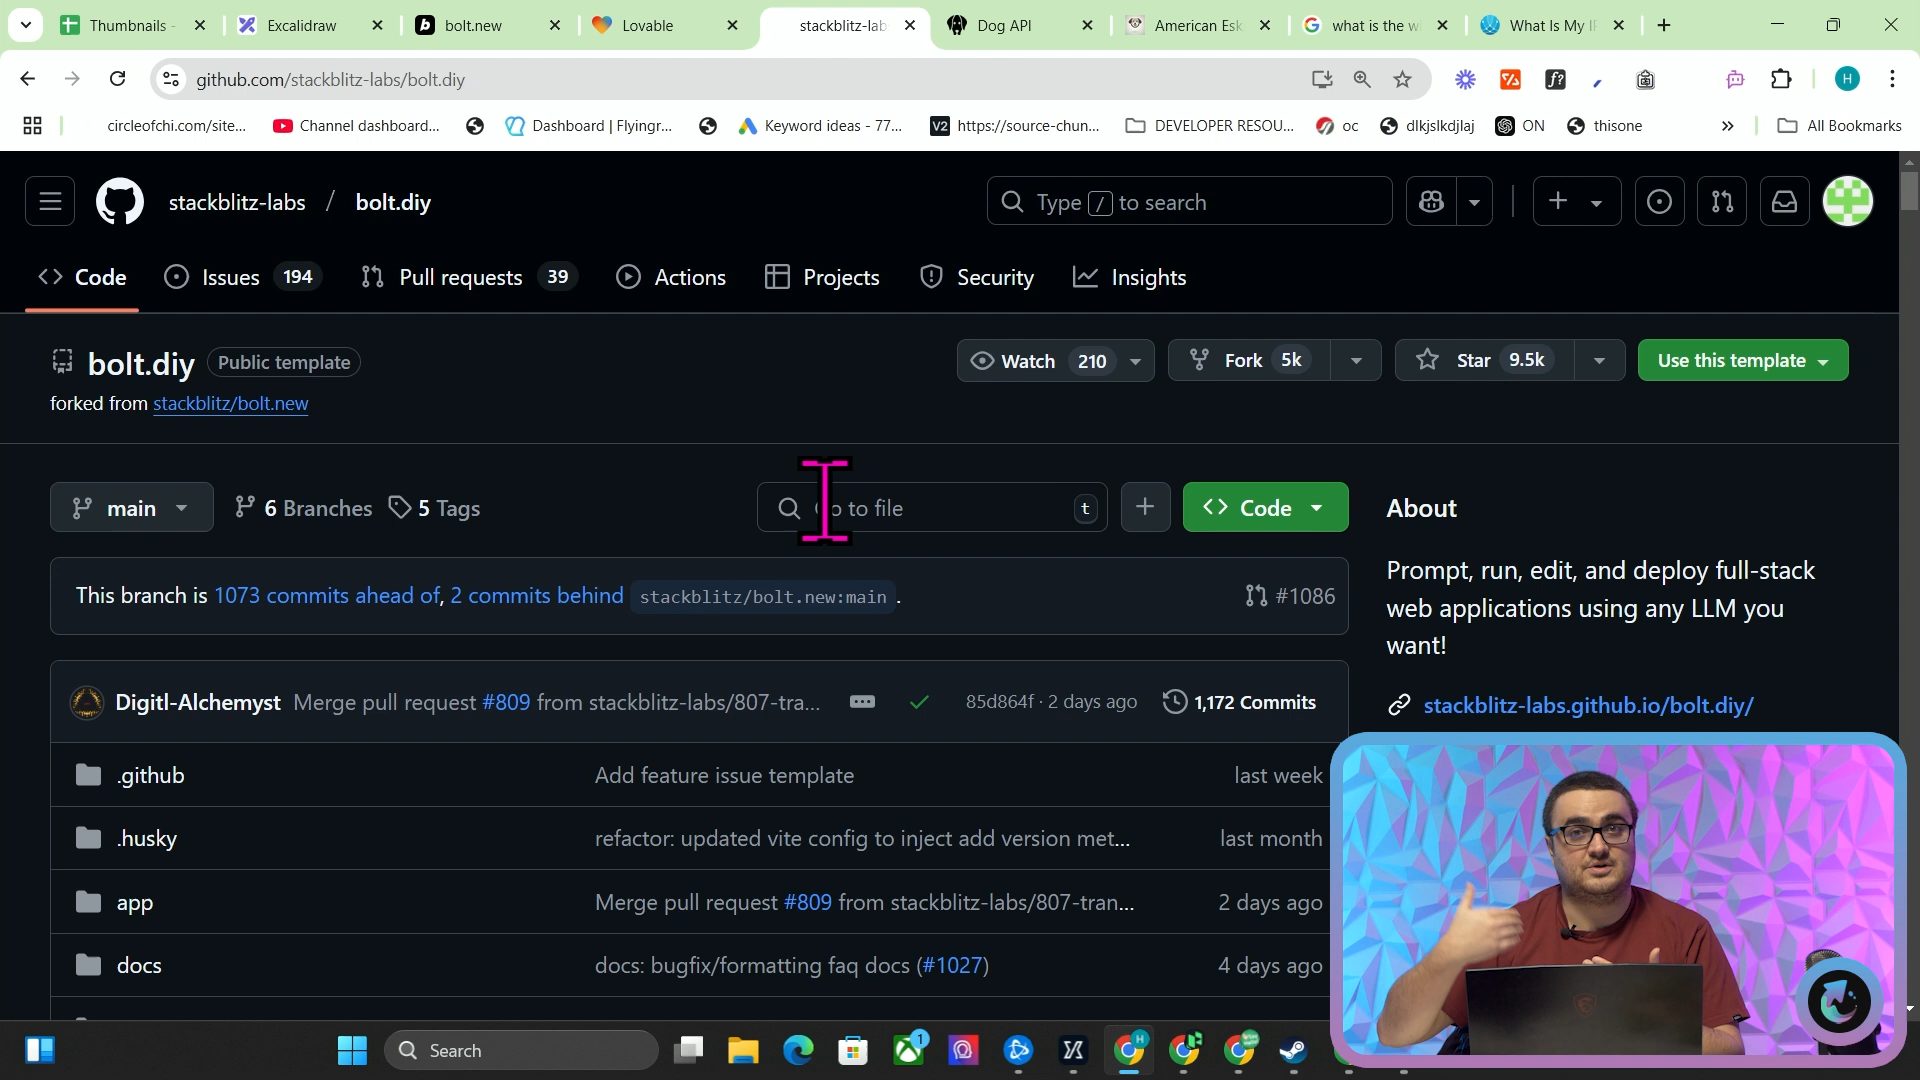 Thumbnails -
Excalidraw
bolt.new
Lovable
stackblitz-lab
Dog API
American Esk
what is the w
What Is My IP
github.com/stackblitz-labs/bolt.diy
H
circleofchi.com/site...
Channel dashboard...
Dashboard | Flyingr...
Keyword ideas - 77...
V2 https://source-chun...
DEVELOPER RESOU...
oc
dlkjslkdjlaj
ON
thisone
All Bookmarks
stackblitz-labs / bolt.diy
Type / to search
Code
Issues 194
Pull requests 39
Actions
Projects
Security
Insights
bolt.diy Public template
Watch 210
Fork 5k
Star 9.5k
Use this template
forked from stackblitz/bolt.new
main
6 Branches
5 Tags
Go to file
t
Code
About
This branch is 1073 commits ahead of, 2 commits behind stackblitz/bolt.new:main .
#1086
Prompt, run, edit, and deploy full-stack
web applications using any LLM you
want!
Digitl-Alchemyst Merge pull request #809 from stackblitz-labs/807-tra...
85d864f · 2 days ago
1,172 Commits
stackblitz-labs.github.io/bolt.diy/
.github
Add feature issue template
last week
.husky
refactor: updated vite config to inject add version met...
last month
app
Merge pull request #809 from stackblitz-labs/807-tran...
2 days ago
docs
docs: bugfix/formatting faq docs (#1027)
4 days ago
Search
1
H